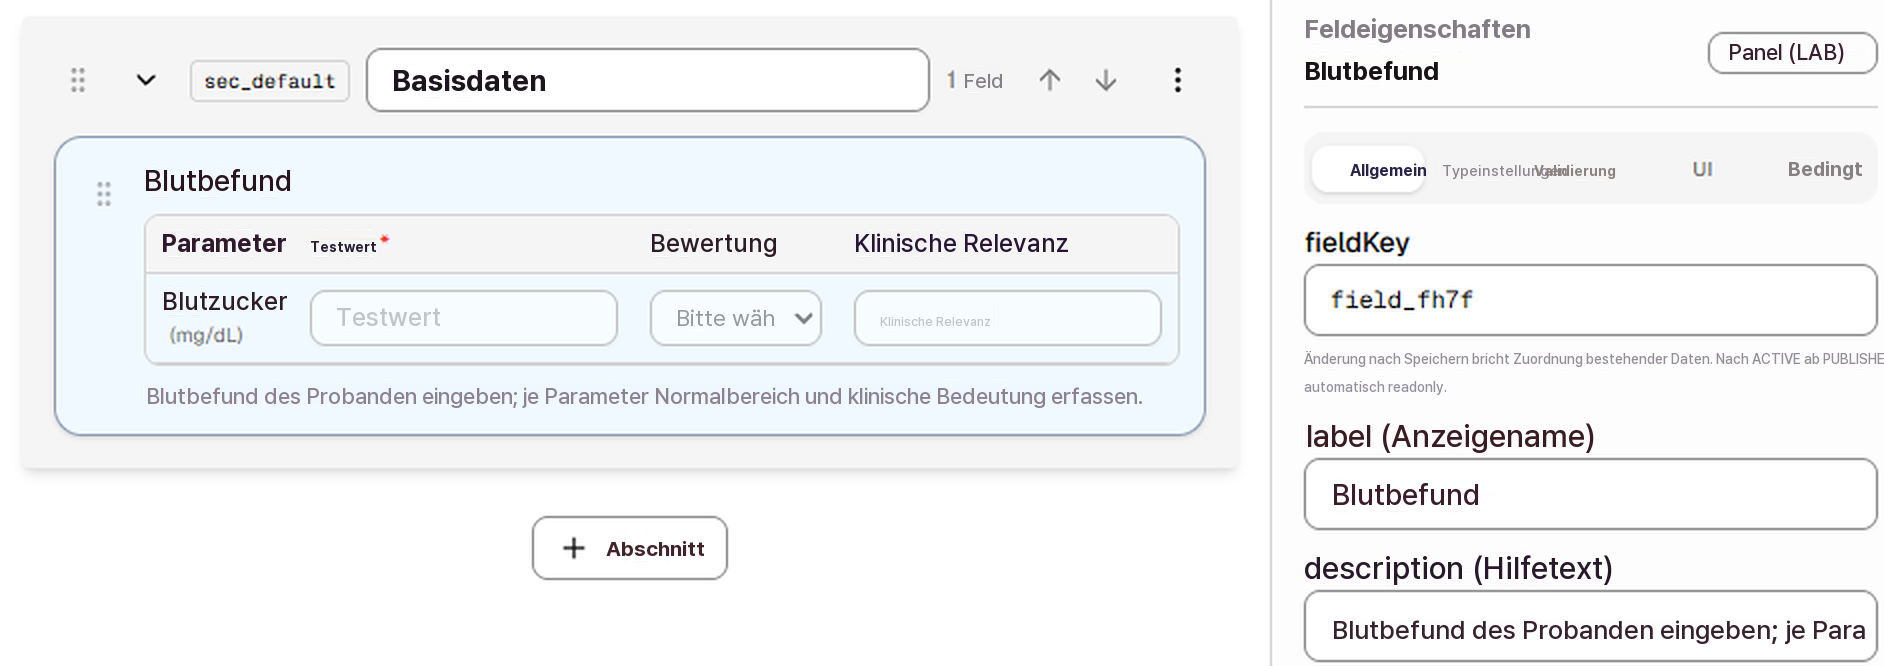 sec_default
Basisdaten
1 Feld
Blutbefund
Parameter Testwert* Bewertung Klinische Relevanz
Blutzucker Testwert Bitte wäh Klinische Relevanz
(mg/dL)
Blutbefund des Probanden eingeben; je Parameter Normalbereich und klinische Bedeutung erfassen.
+ Abschnitt
Feldeigenschaften
Blutbefund
Panel (LAB)
Allgemein Typeinstellungen Validierung UI Bedingt
fieldKey
field_fh7f
Änderung nach Speichern bricht Zuordnung bestehender Daten. Nach ACTIVE ab PUBLISHE
automatisch readonly.
label (Anzeigename)
Blutbefund
description (Hilfetext)
Blutbefund des Probanden eingeben; je Para